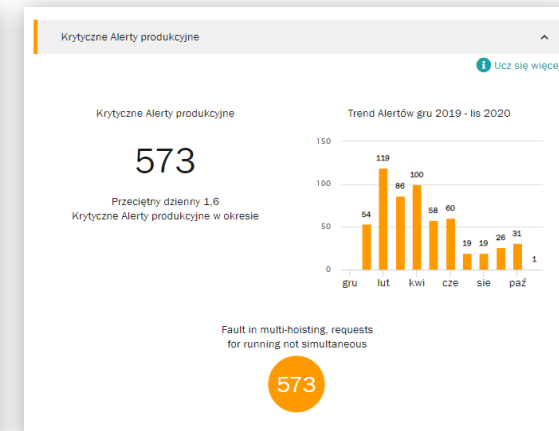 Krytyczne Alerty produkcyjne
Ucz się więcej
Krytyczne Alerty produkcyjne
573
Przeciętny dzienny 1,6
Krytyczne Alerty produkcyjne w okresie
Trend Alertów gru 2019 - lis 2020
150
100
50
0
54
119
86
100
58
60
19
19
26
31
1
gru
lut
kwi
cze
sie
paź
Fault in multi-hoisting, requests
for running not simultaneous
573